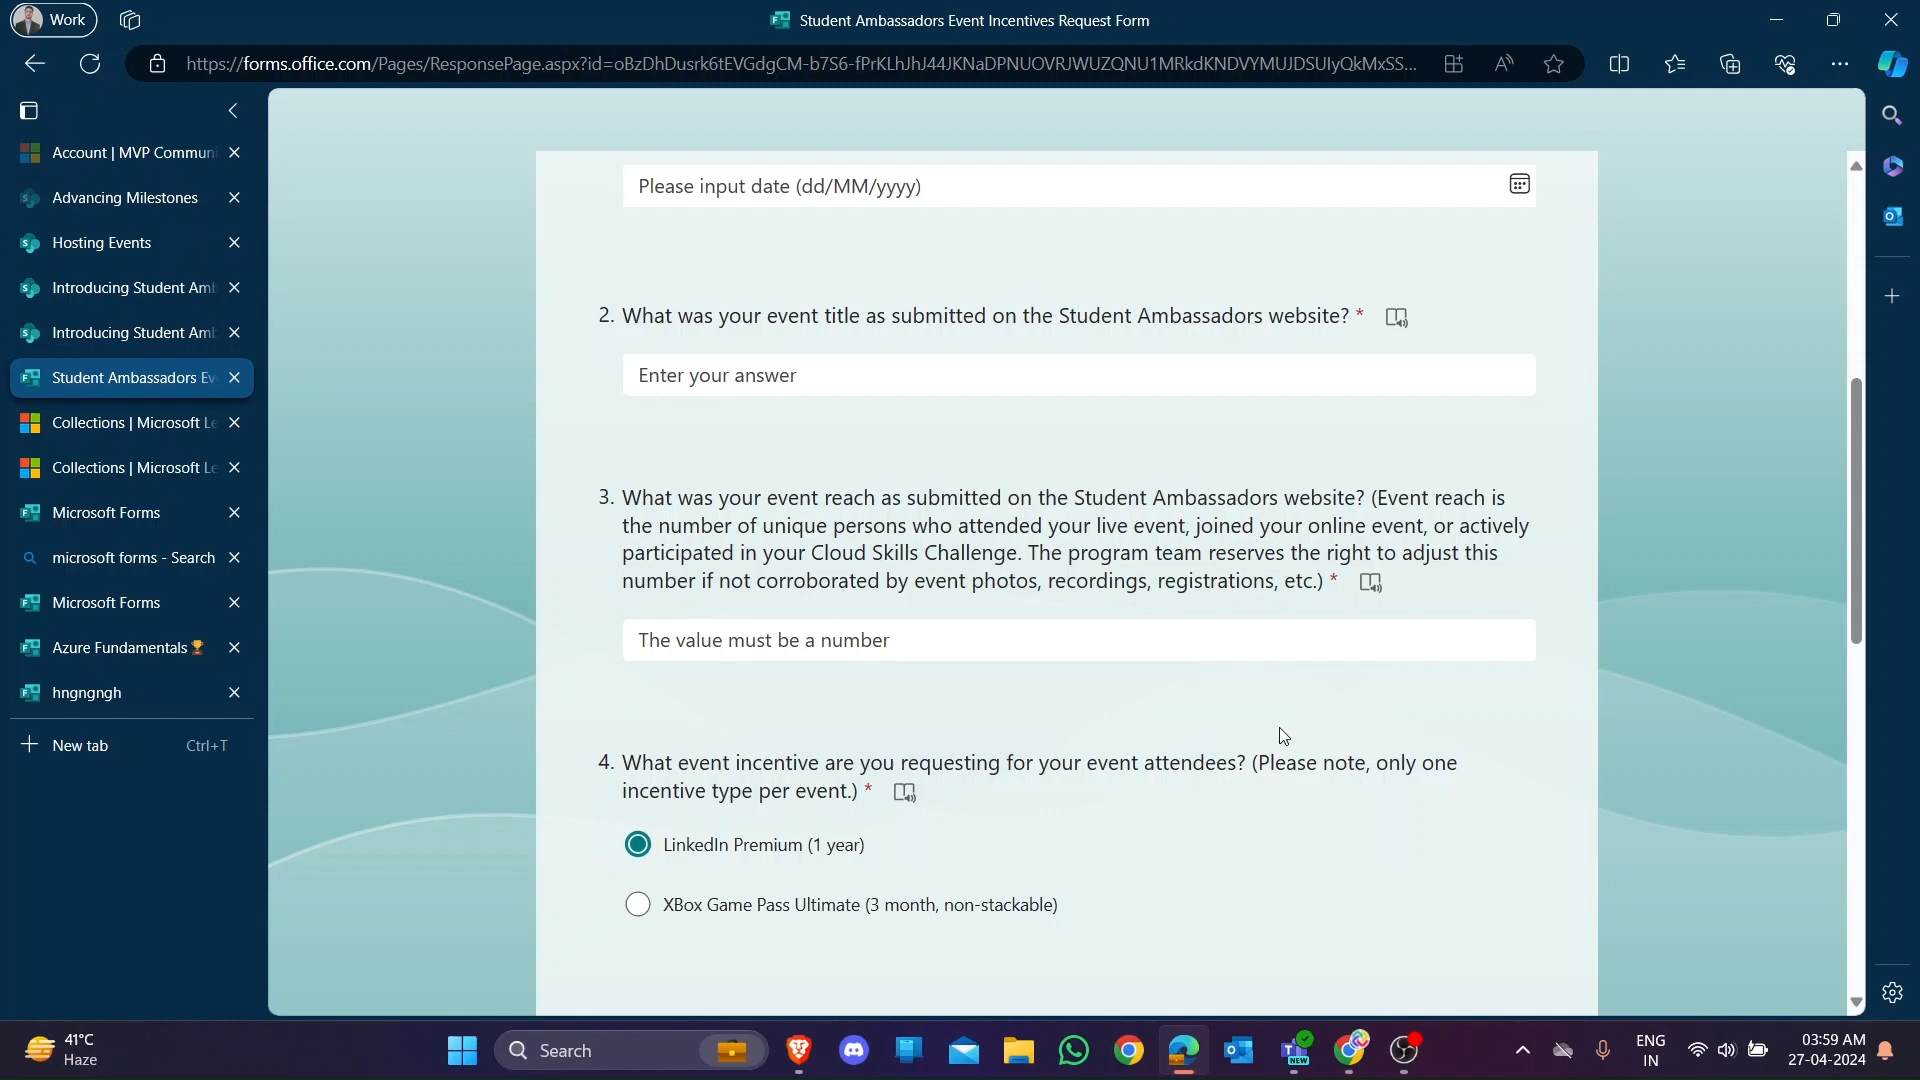 Work
Student Ambassadors Event Incentives Request Form
https://forms.office.com/Pages/ResponsePage.aspx?id=oBzDhDusrk6tEVGdgCM-b7S6-fPrKLhJhJ44JKNaDPNUOVRJWUZQNU1MRkdKNDVYMUJDSUIyQkMxSS...
Account | MVP Communi
Advancing Milestones
Hosting Events
Introducing Student Amb
Introducing Student Amb
Student Ambassadors Ev
Collections | Microsoft Le
Collections | Microsoft Le
Microsoft Forms
microsoft forms - Search
Microsoft Forms
Azure Fundamentals🏆
hngngngh
New tab Ctrl+T
Please input date (dd/MM/yyyy)
2. What was your event title as submitted on the Student Ambassadors website? *
Enter your answer
3. What was your event reach as submitted on the Student Ambassadors website? (Event reach is
the number of unique persons who attended your live event, joined your online event, or actively
participated in your Cloud Skills Challenge. The program team reserves the right to adjust this
number if not corroborated by event photos, recordings, registrations, etc.) *
The value must be a number
4. What event incentive are you requesting for your event attendees? (Please note, only one
incentive type per event.) *
LinkedIn Premium (1 year)
XBox Game Pass Ultimate (3 month, non-stackable)
41°C
Haze
Search
NEW
ENG
IN
03:59 AM
27-04-2024